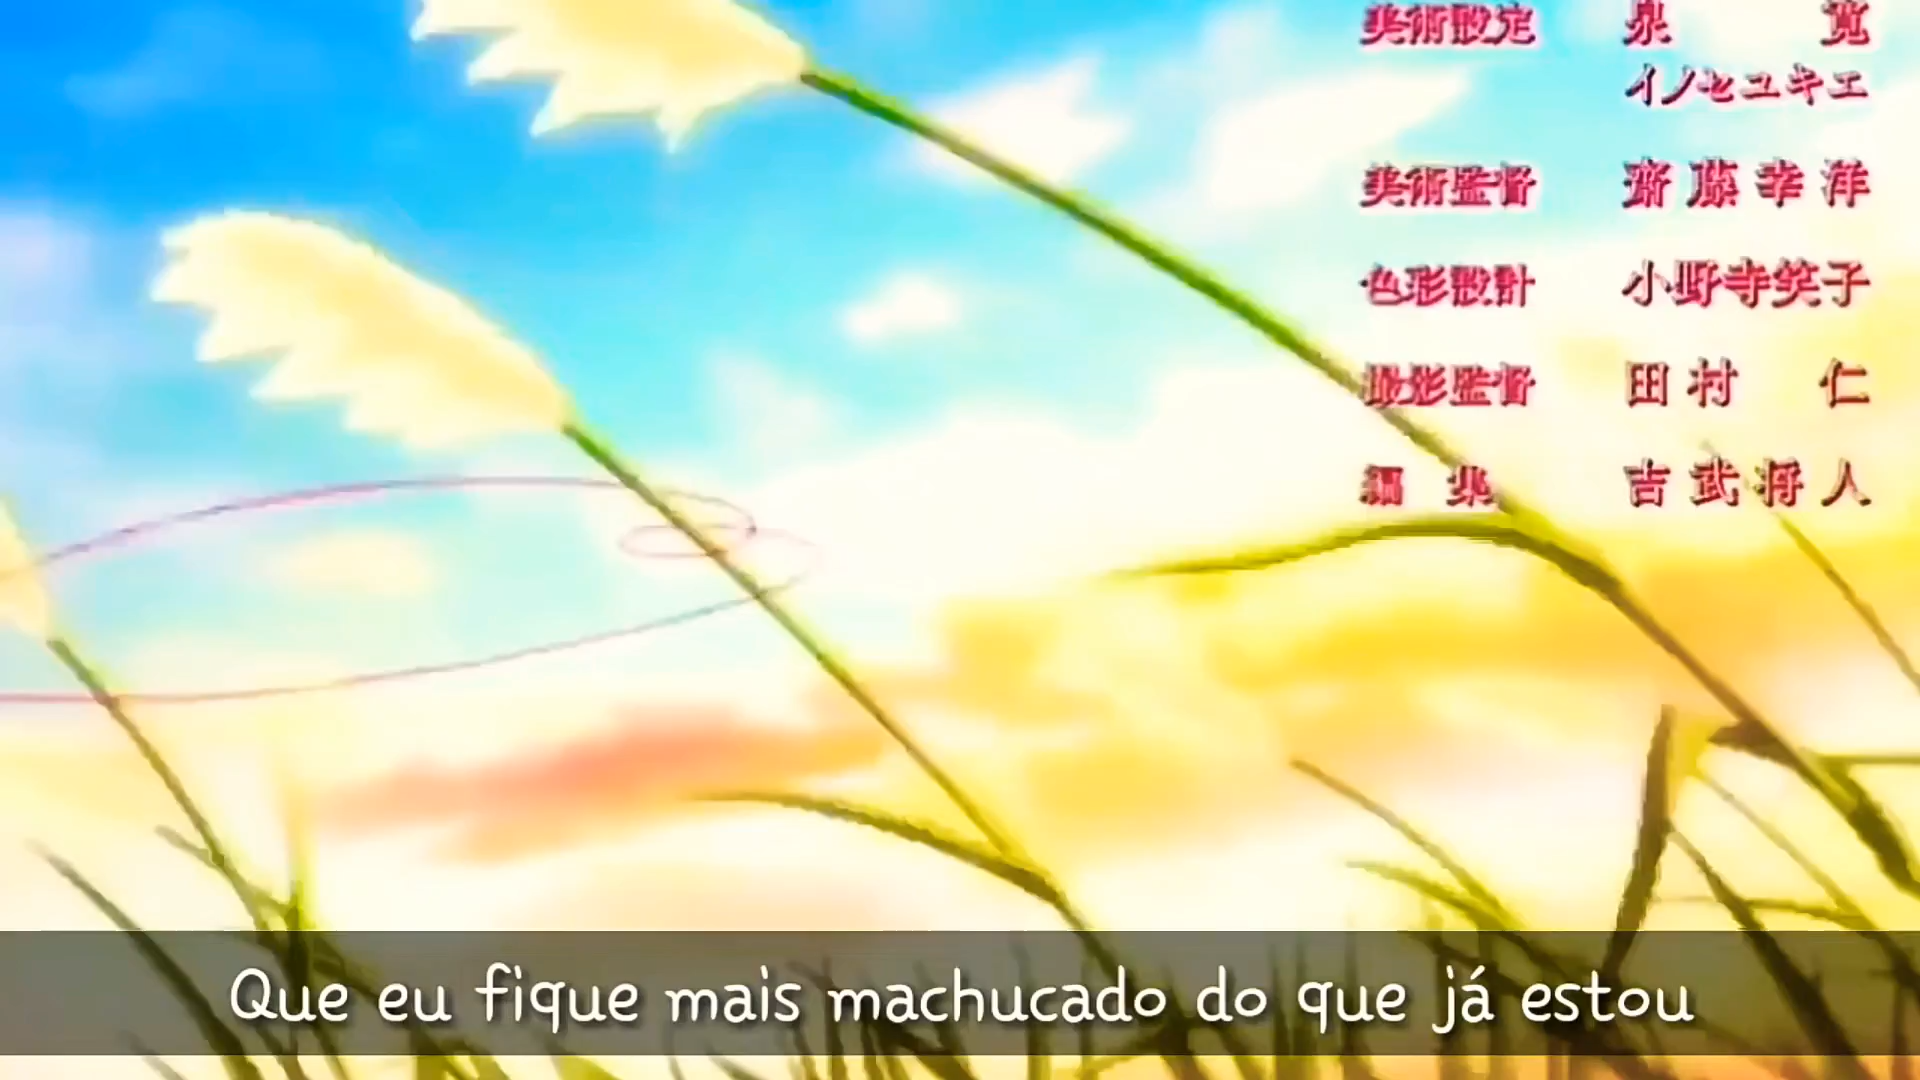 美術設定 泉 寛
イノセユキエ
美術監督 齋藤幸洋
色彩設計 小野寺笑子
撮影監督 田村 仁
編集 吉武将人
Que eu fique mais machucado do que já estou